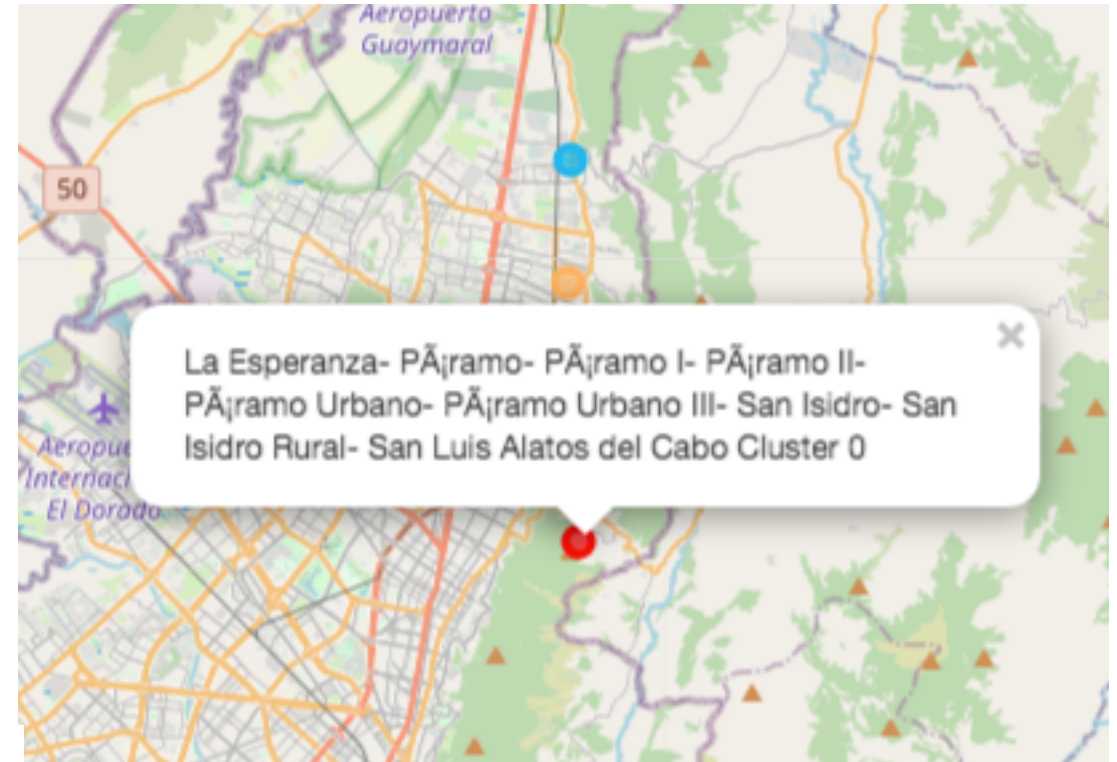 Aeropuerto
Guaymaral
50
La Esperanza- PÃ¡ramo- PÃ¡ramo I- PÃ¡ramo II-
PÃ¡ramo Urbano- PÃ¡ramo Urbano III- San Isidro- San
Isidro Rural- San Luis Alatos del Cabo Cluster 0
×
Aeropue
Internaci
El Dorado